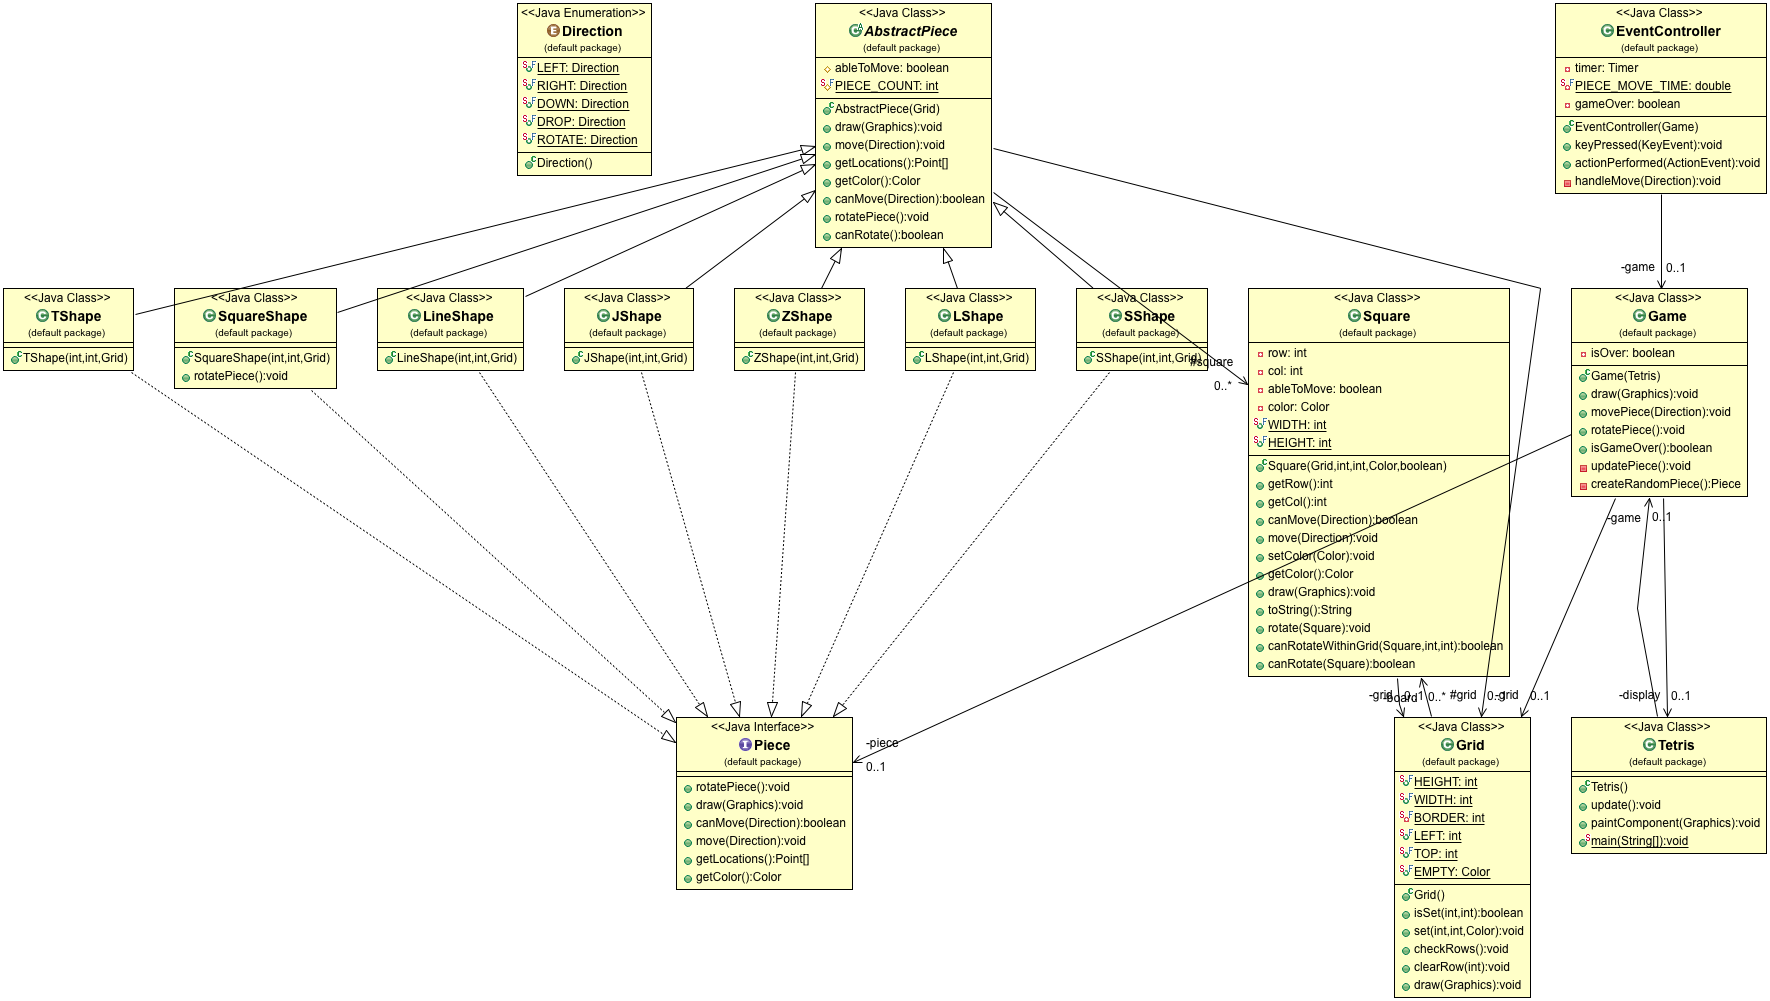 <<Java Enumeration>>
Direction
(default package)
LEFT: Direction
RIGHT: Direction
DOWN: Direction
DROP: Direction
ROTATE: Direction
Direction()
<<Java Class>>
AbstractPiece
(default package)
ableToMove: boolean
PIECE_COUNT: int
AbstractPiece(Grid)
draw(Graphics):void
move(Direction):void
getLocations():Point[]
getColor():Color
canMove(Direction):boolean
rotatePiece():void
canRotate():boolean
<<Java Class>>
EventController
(default package)
timer: Timer
PIECE_MOVE_TIME: double
gameOver: boolean
EventController(Game)
keyPressed(KeyEvent):void
actionPerformed(ActionEvent):void
handleMove(Direction):void
-game 0..1
<<Java Class>>
TShape
(default package)
TShape(int,int,Grid)
<<Java Class>>
SquareShape
(default package)
SquareShape(int,int,Grid)
rotatePiece():void
<<Java Class>>
LineShape
(default package)
LineShape(int,int,Grid)
<<Java Class>>
JShape
(default package)
JShape(int,int,Grid)
<<Java Class>>
ZShape
(default package)
ZShape(int,int,Grid)
<<Java Class>>
LShape
(default package)
LShape(int,int,Grid)
<<Java Class>>
SShape
(default package)
SShape(int,int,Grid)
#square
0..*
<<Java Class>>
Square
(default package)
row: int
col: int
ableToMove: boolean
color: Color
WIDTH: int
HEIGHT: int
Square(Grid,int,int,Color,boolean)
getRow():int
getCol():int
canMove(Direction):boolean
move(Direction):void
setColor(Color):void
getColor():Color
draw(Graphics):void
toString():String
rotate(Square):void
canRotateWithinGrid(Square,int,int):boolean
canRotate(Square):boolean
<<Java Class>>
Game
(default package)
isOver: boolean
Game(Tetris)
draw(Graphics):void
movePiece(Direction):void
rotatePiece():void
isGameOver():boolean
updatePiece():void
createRandomPiece():Piece
-game 0..1
-grid 0..1
-board 0..*
#grid 0..1
-grid 0..1
-display 0..1
<<Java Interface>>
Piece
(default package)
rotatePiece():void
draw(Graphics):void
canMove(Direction):boolean
move(Direction):void
getLocations():Point[]
getColor():Color
-piece
0..1
<<Java Class>>
Grid
(default package)
HEIGHT: int
WIDTH: int
BORDER: int
LEFT: int
TOP: int
EMPTY: Color
Grid()
isSet(int,int):boolean
set(int,int,Color):void
checkRows():void
clearRow(int):void
draw(Graphics):void
<<Java Class>>
Tetris
(default package)
Tetris()
update():void
paintComponent(Graphics):void
main(String[]):void